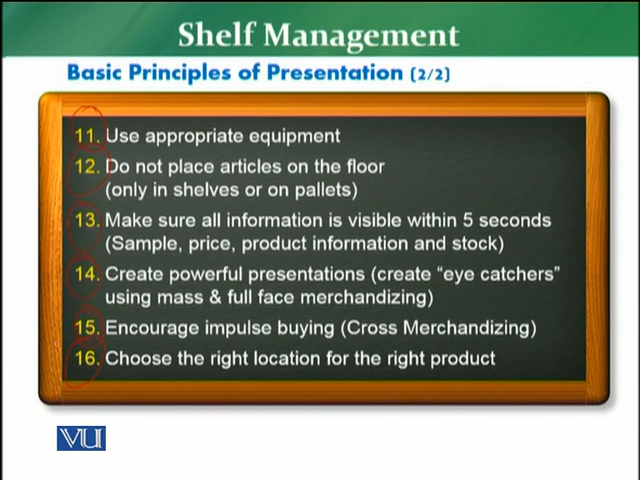 Shelf Management
Basic Principles of Presentation (2/2)
11. Use appropriate equipment
12. Do not place articles on the floor
(only in shelves or on pallets)
13. Make sure all information is visible within 5 seconds
(Sample, price, product information and stock)
14. Create powerful presentations (create “eye catchers”
using mass & full face merchandizing)
15. Encourage impulse buying (Cross Merchandizing)
16. Choose the right location for the right product
VU